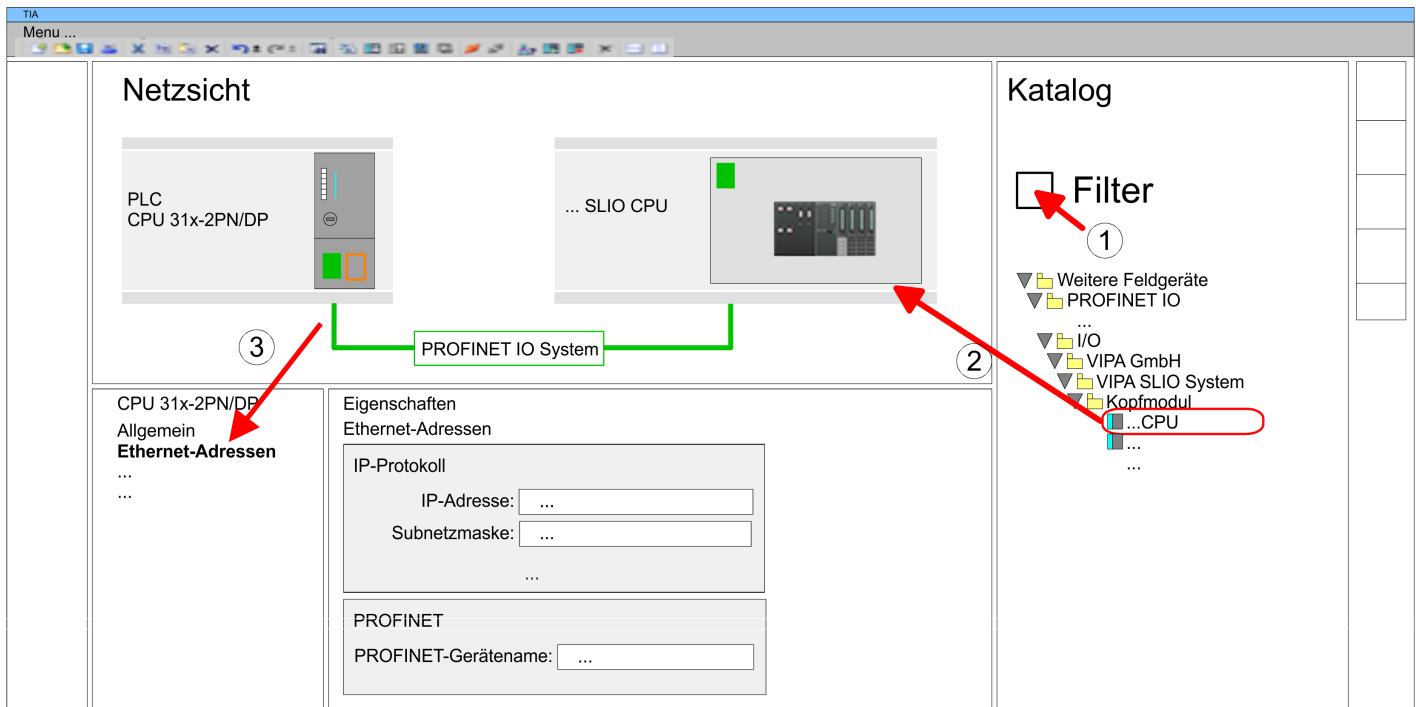 TIA
Menu ...
Netzsicht
PLC
CPU 31x-2PN/DP
... SLIO CPU
PROFINET IO System
3
2
Katalog
Filter
1
Weitere Feldgeräte
PROFINET IO
...
I/O
VIPA GmbH
VIPA SLIO System
Kopfmodul
...CPU
...
...
CPU 31x-2PN/DP
Allgemein
Ethernet-Adressen
...
...
Eigenschaften
Ethernet-Adressen
IP-Protokoll
IP-Adresse: ...
Subnetzmaske: ...
...
PROFINET
PROFINET-Gerätename: ...